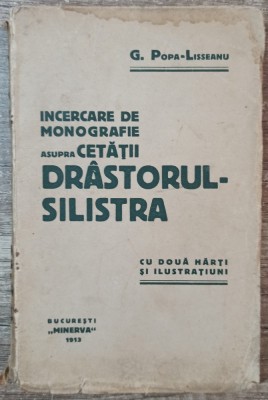 G. POPA-LISSEANU
INCERCARE DE
MONOGRAFIE
ASUPRA CETĂȚII
DRÂSTORUL-
SILISTRA
CU DOUĂ HĂRȚI
ȘI ILUSTRAȚIUNI
BUCUREȘTI
„MINERVA"
1913